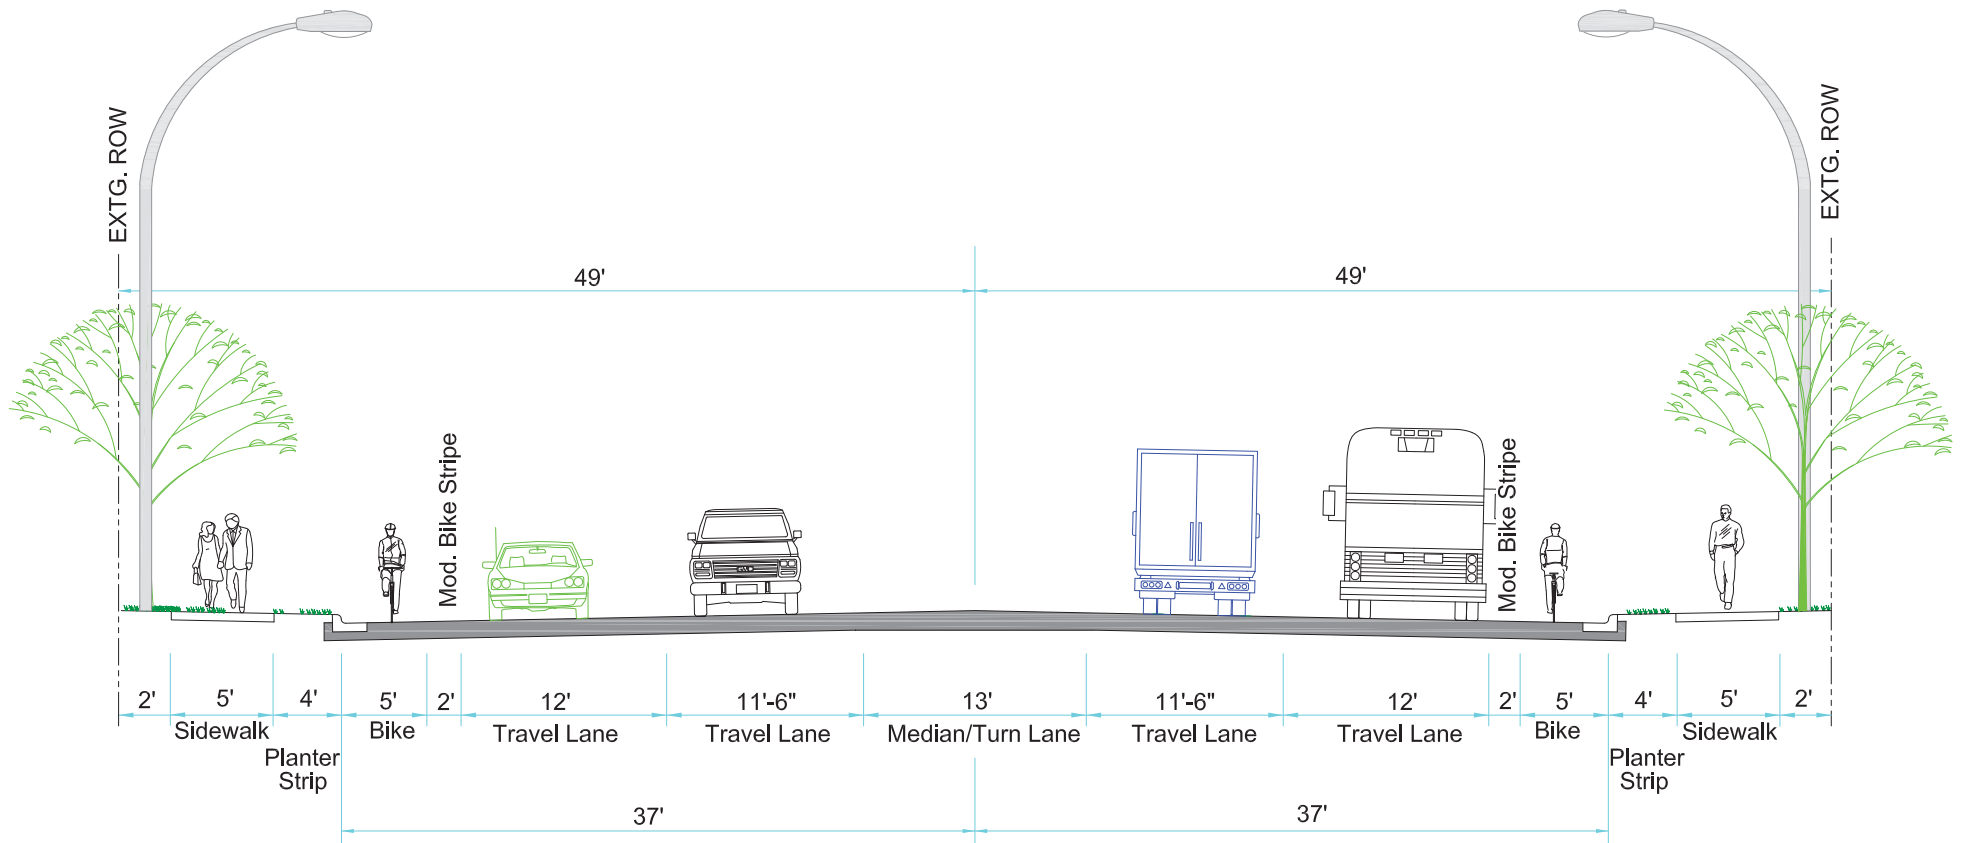 EXTG. ROW
EXTG. ROW
49'
49'
Mod. Bike Stripe
Mod. Bike Stripe
2'
5'
4'
5'
2'
12'
11'-6"
13'
11'-6"
12'
2'
5'
4'
5'
2'
Sidewalk
Bike
Travel Lane
Travel Lane
Median/Turn Lane
Travel Lane
Travel Lane
Bike
Sidewalk
Planter
Strip
Planter
Strip
37'
37'